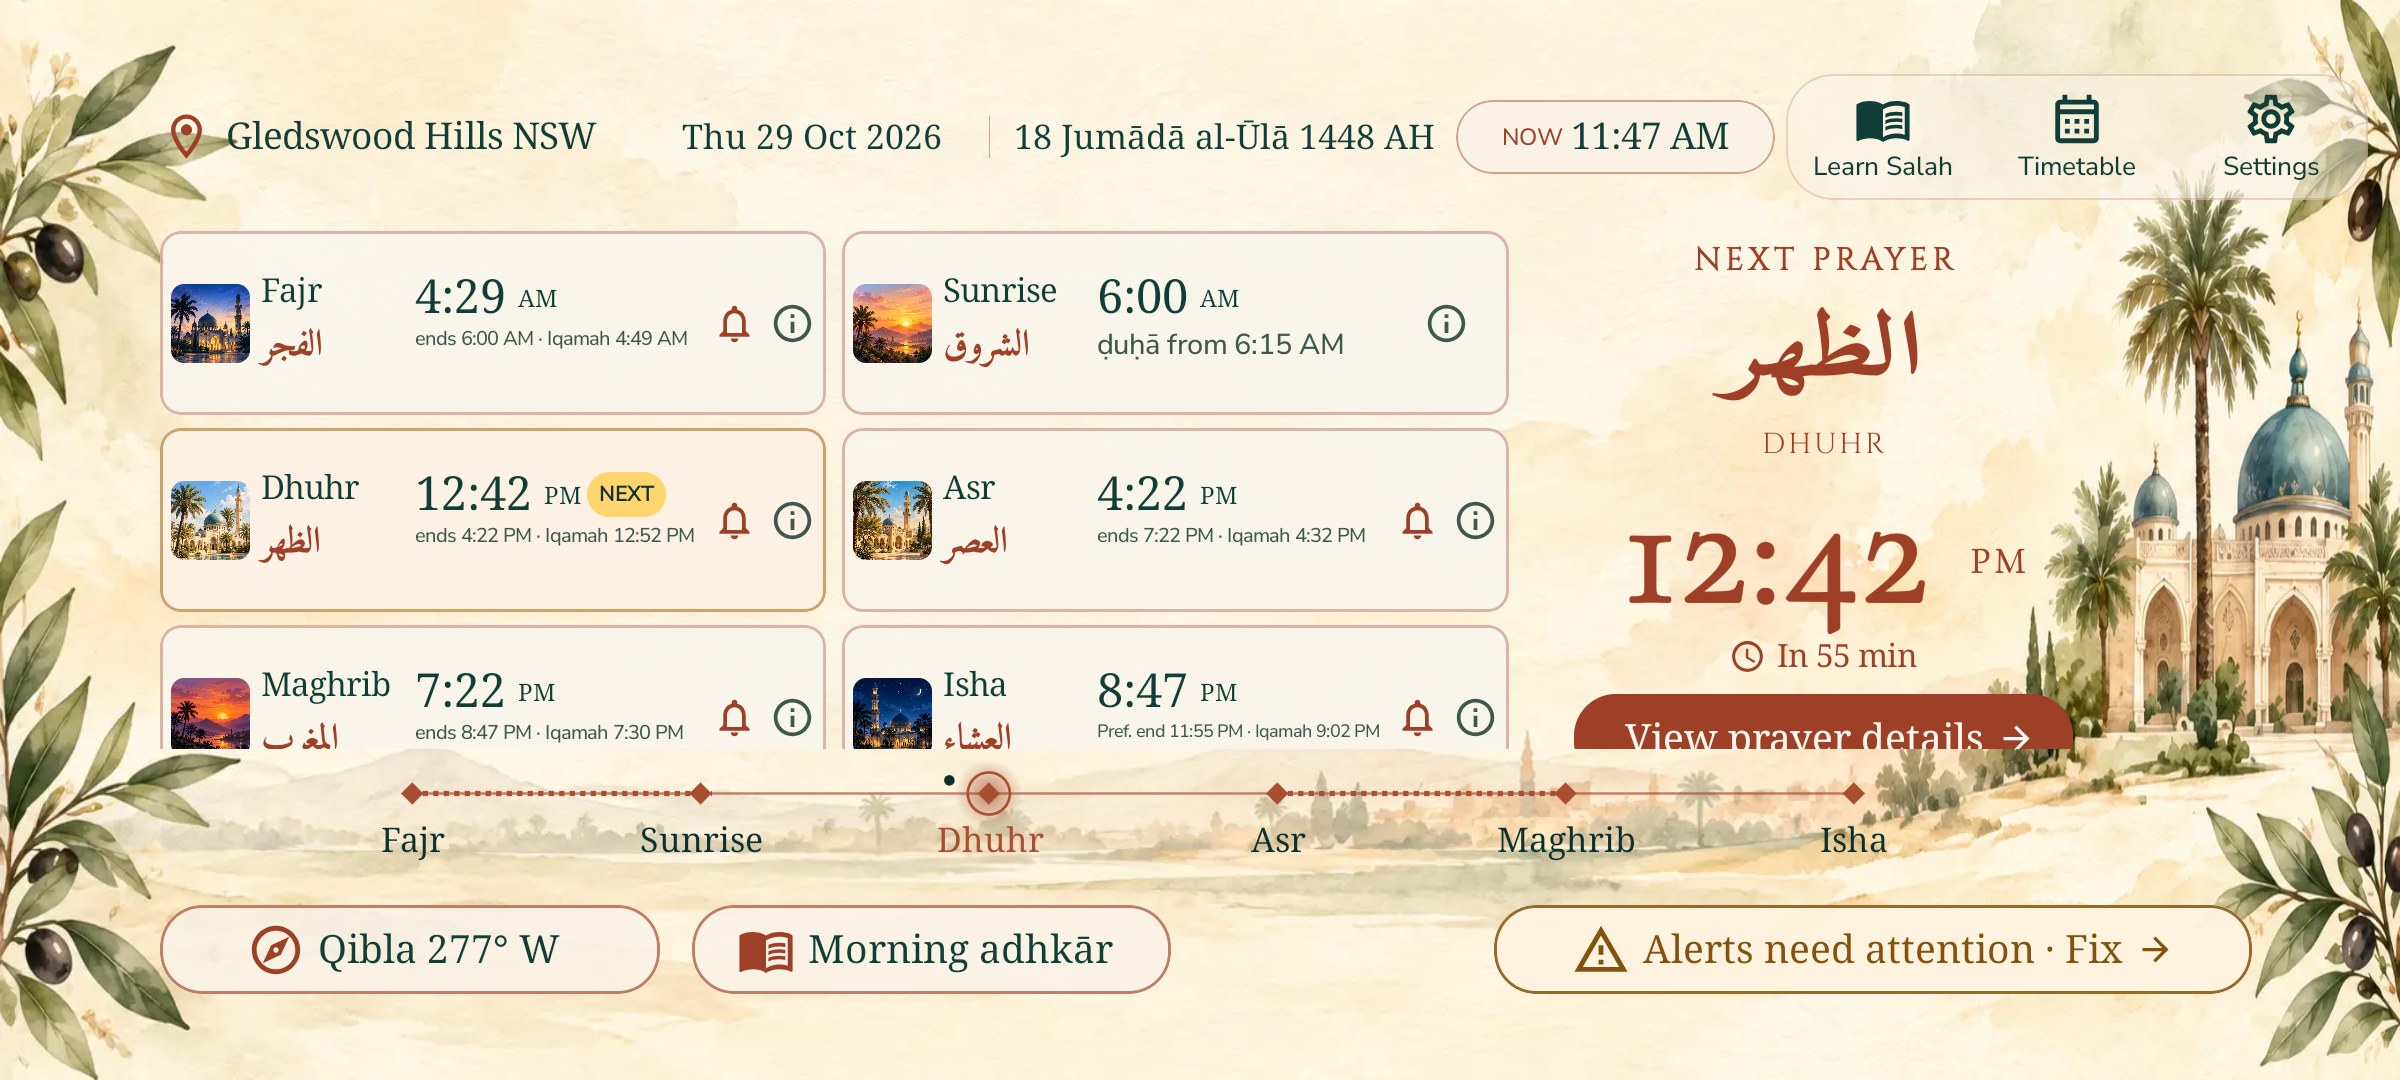 Gledswood Hills NSW
Thu 29 Oct 2026
18 Jumādā al-Ūlā 1448 AH
NOW 11:47 AM
Learn Salah
Timetable
Settings
Fajr
الفجر
4:29 AM
ends 6:00 AM · Iqamah 4:49 AM
Sunrise
الشروق
6:00 AM
ḍuḥā from 6:15 AM
Dhuhr
الظهر
12:42 PM NEXT
ends 4:22 PM · Iqamah 12:52 PM
Asr
العصر
4:22 PM
ends 7:22 PM · Iqamah 4:32 PM
Maghrib
المغرب
7:22 PM
ends 8:47 PM · Iqamah 7:30 PM
Isha
العشاء
8:47 PM
Pref. end 11:55 PM · Iqamah 9:02 PM
NEXT PRAYER
الظهر
DHUHR
12:42 PM
In 55 min
View prayer details →
Fajr
Sunrise
Dhuhr
Asr
Maghrib
Isha
Qibla 277° W
Morning adhkār
Alerts need attention · Fix →